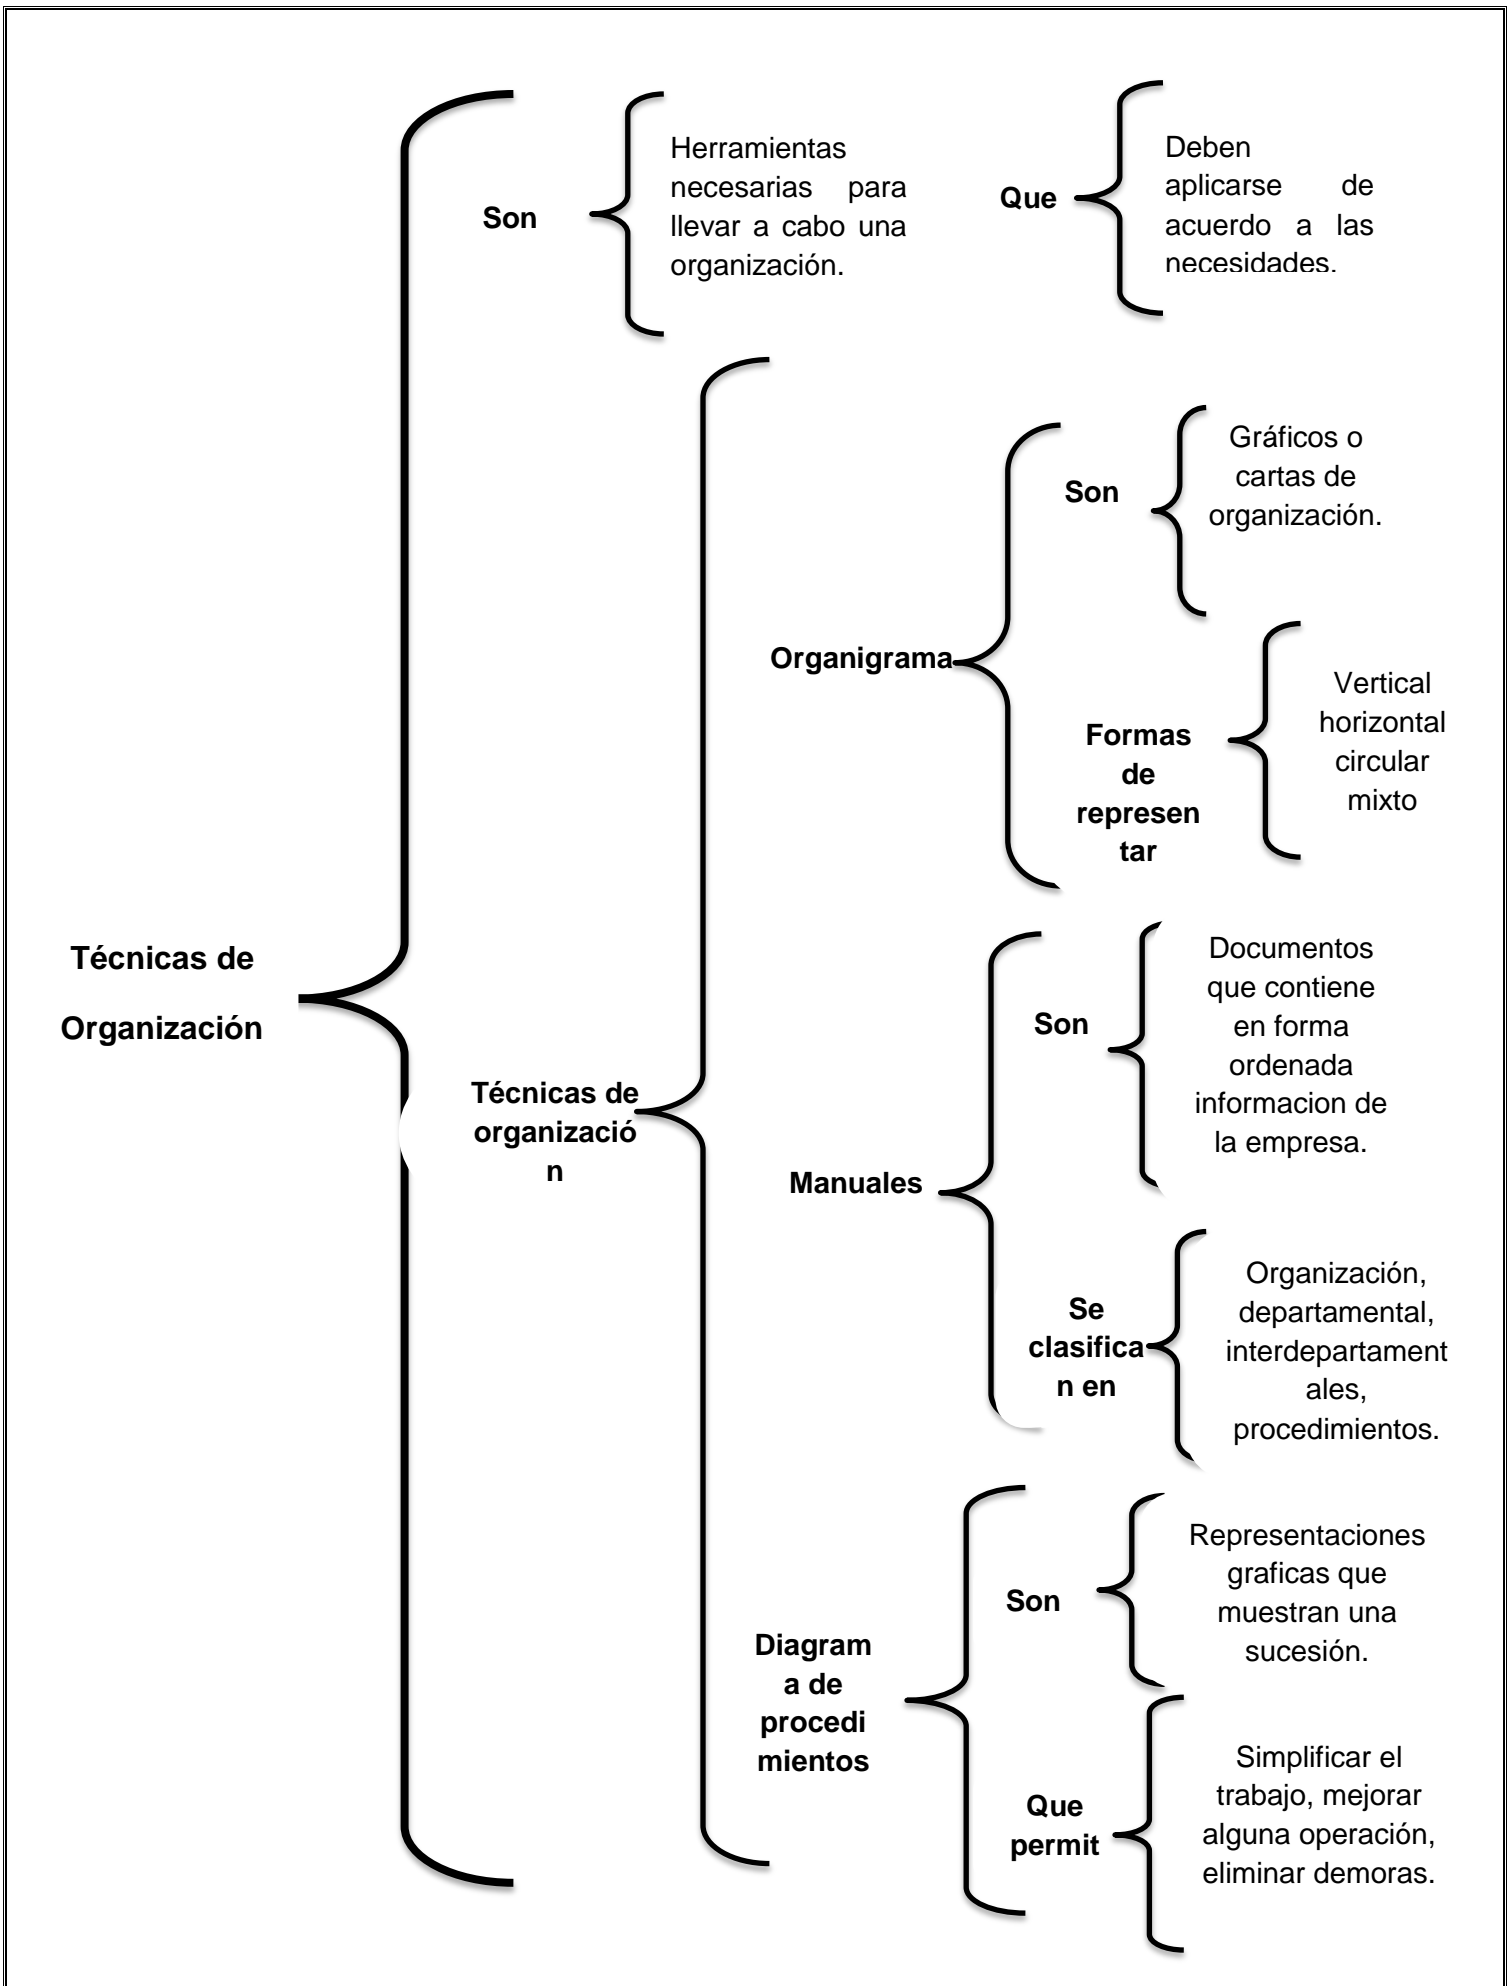 Técnicas de
Organización
Son
Herramientas
necesarias para
llevar a cabo una
organización.
Que
Deben
aplicarse de
acuerdo a las
necesidades.
Técnicas de
organizació
n
Organigrama
Son
Gráficos o
cartas de
organización.
Formas
de
represen
tar
Vertical
horizontal
circular
mixto
Manuales
Son
Documentos
que contiene
en forma
ordenada
informacion de
la empresa.
Se
clasifica
n en
Organización,
departamental,
interdepartament
ales,
procedimientos.
Diagram
a de
procedi
mientos
Son
Representaciones
graficas que
muestran una
sucesión.
Que
permit
Simplificar el
trabajo, mejorar
alguna operación,
eliminar demoras.